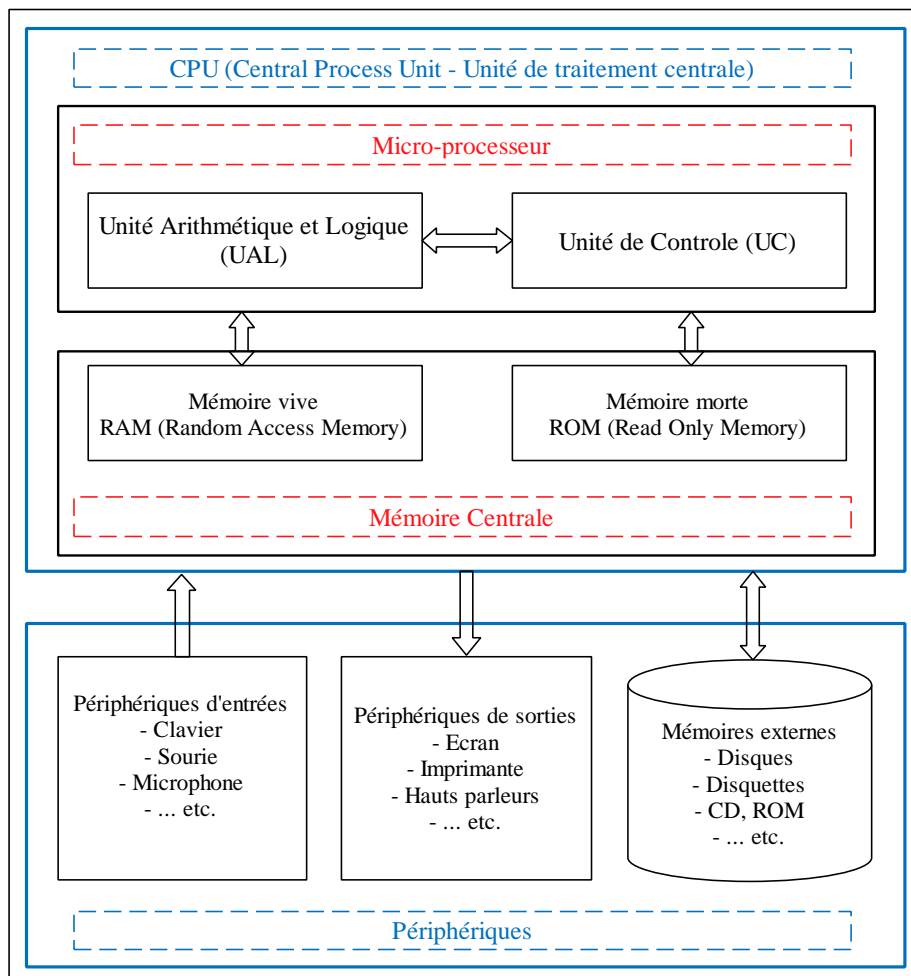 CPU (Central Process Unit - Unité de traitement centrale)
Micro-processeur
Unité Arithmétique et Logique
(UAL)
Unité de Controle (UC)
Mémoire vive
RAM (Random Access Memory)
Mémoire morte
ROM (Read Only Memory)
Mémoire Centrale
Périphériques d'entrées
- Clavier
- Sourie
- Microphone
- ... etc.
Périphériques de sorties
- Ecran
- Imprimante
- Hauts parleurs
- ... etc.
Mémoires externes
- Disques
- Disquettes
- CD, ROM
- ... etc.
Périphériques